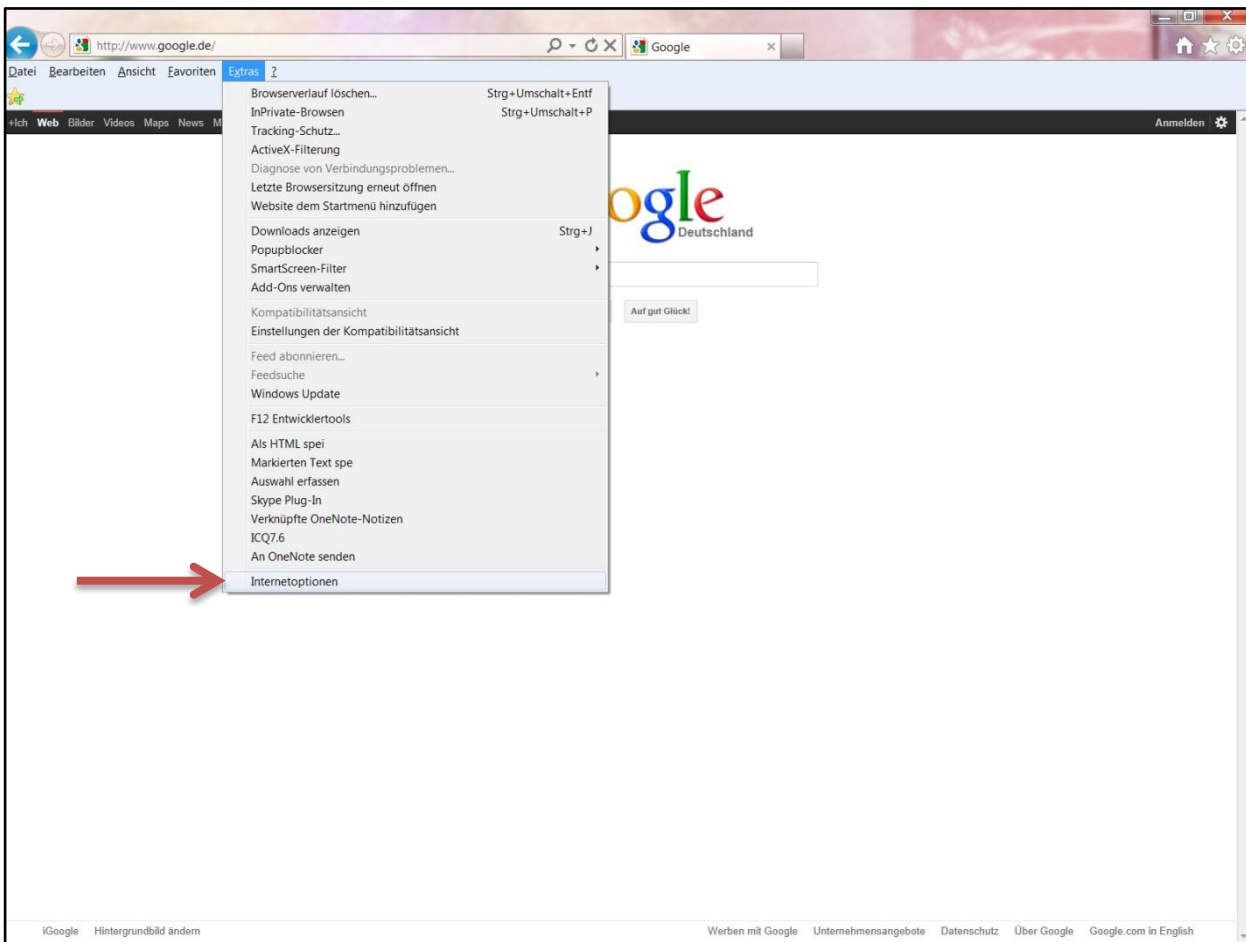 http://www.google.de/
Google
Datei Bearbeiten Ansicht Favoriten Extras ?
Browserverlauf löschen... Strg+Umschalt+Entf
InPrivate-Browsen Strg+Umschalt+P
Tracking-Schutz...
ActiveX-Filterung
Diagnose von Verbindungsproblemen...
Letzte Browsersitzung erneut öffnen
Website dem Startmenü hinzufügen
Downloads anzeigen Strg+J
Popupblocker
SmartScreen-Filter
Add-Ons verwalten
Kompatibilitätsansicht
Einstellungen der Kompatibilitätsansicht
Feed abonnieren...
Feedsuche
Windows Update
F12 Entwicklertools
Als HTML spei
Markierten Text spe
Auswahl erfassen
Skype Plug-In
Verknüpfte OneNote-Notizen
ICQ7.6
An OneNote senden
Internetoptionen
+Ich Web Bilder Videos Maps News M
Anmelden
ogle
Deutschland
Auf gut Glück!
iGoogle Hintergrundbild ändern Werben mit Google Unternehmensangebote Datenschutz Über Google Google.com in English